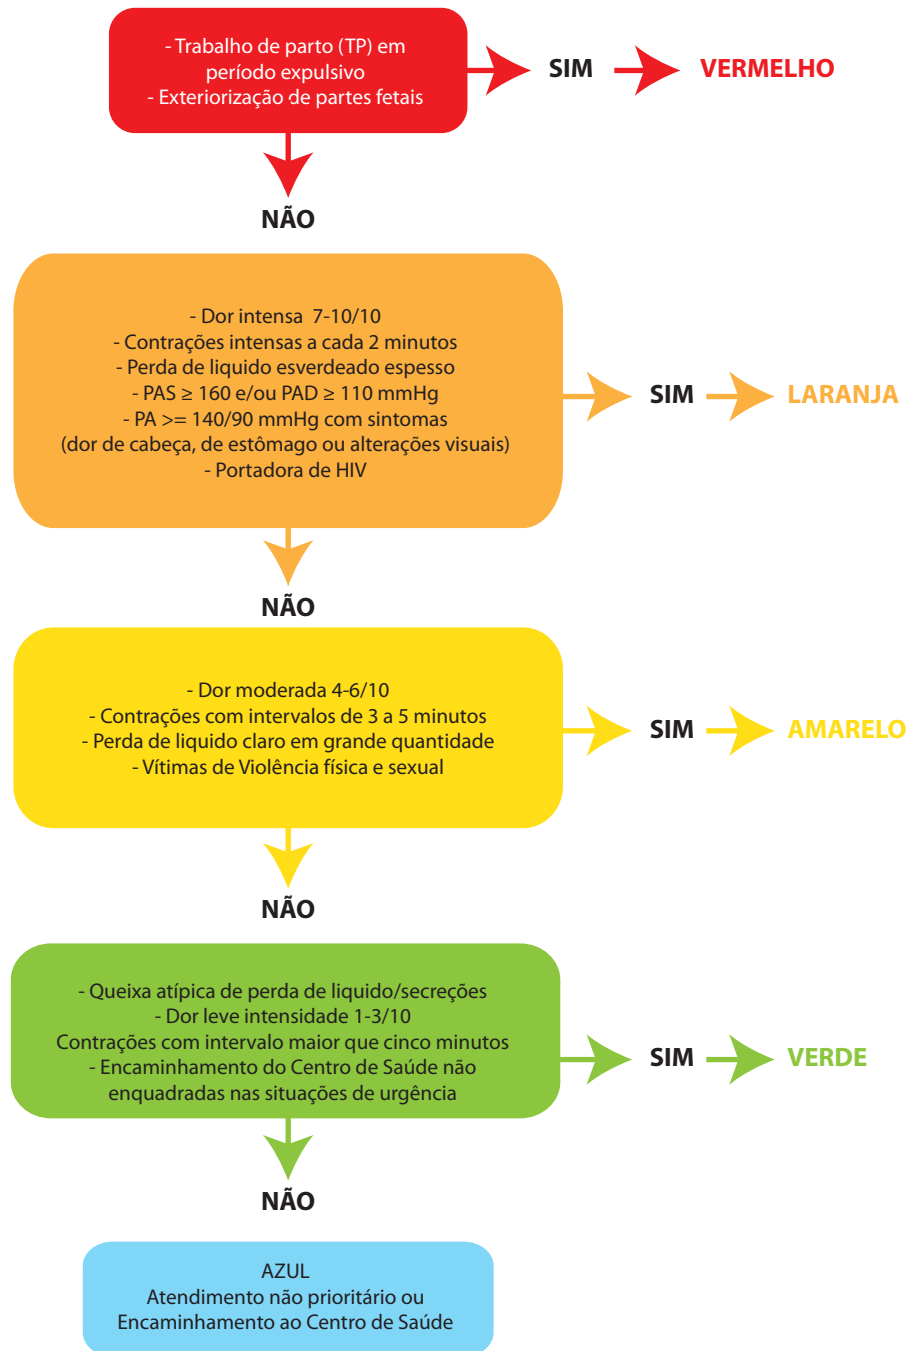 - Trabalho de parto (TP) em
período expulsivo
- Exteriorização de partes fetais
SIM
VERMELHO
NÃO
- Dor intensa 7-10/10
- Contrações intensas a cada 2 minutos
- Perda de liquido esverdeado espesso
- PAS ≥ 160 e/ou PAD ≥ 110 mmHg
- PA >= 140/90 mmHg com sintomas
(dor de cabeça, de estômago ou alterações visuais)
- Portadora de HIV
SIM
LARANJA
NÃO
- Dor moderada 4-6/10
- Contrações com intervalos de 3 a 5 minutos
- Perda de liquido claro em grande quantidade
- Vítimas de Violência física e sexual
SIM
AMARELO
NÃO
- Queixa atípica de perda de liquido/secreções
- Dor leve intensidade 1-3/10
Contrações com intervalo maior que cinco minutos
- Encaminhamento do Centro de Saúde não
enquadradas nas situações de urgência
SIM
VERDE
NÃO
AZUL
Atendimento não prioritário ou
Encaminhamento ao Centro de Saúde